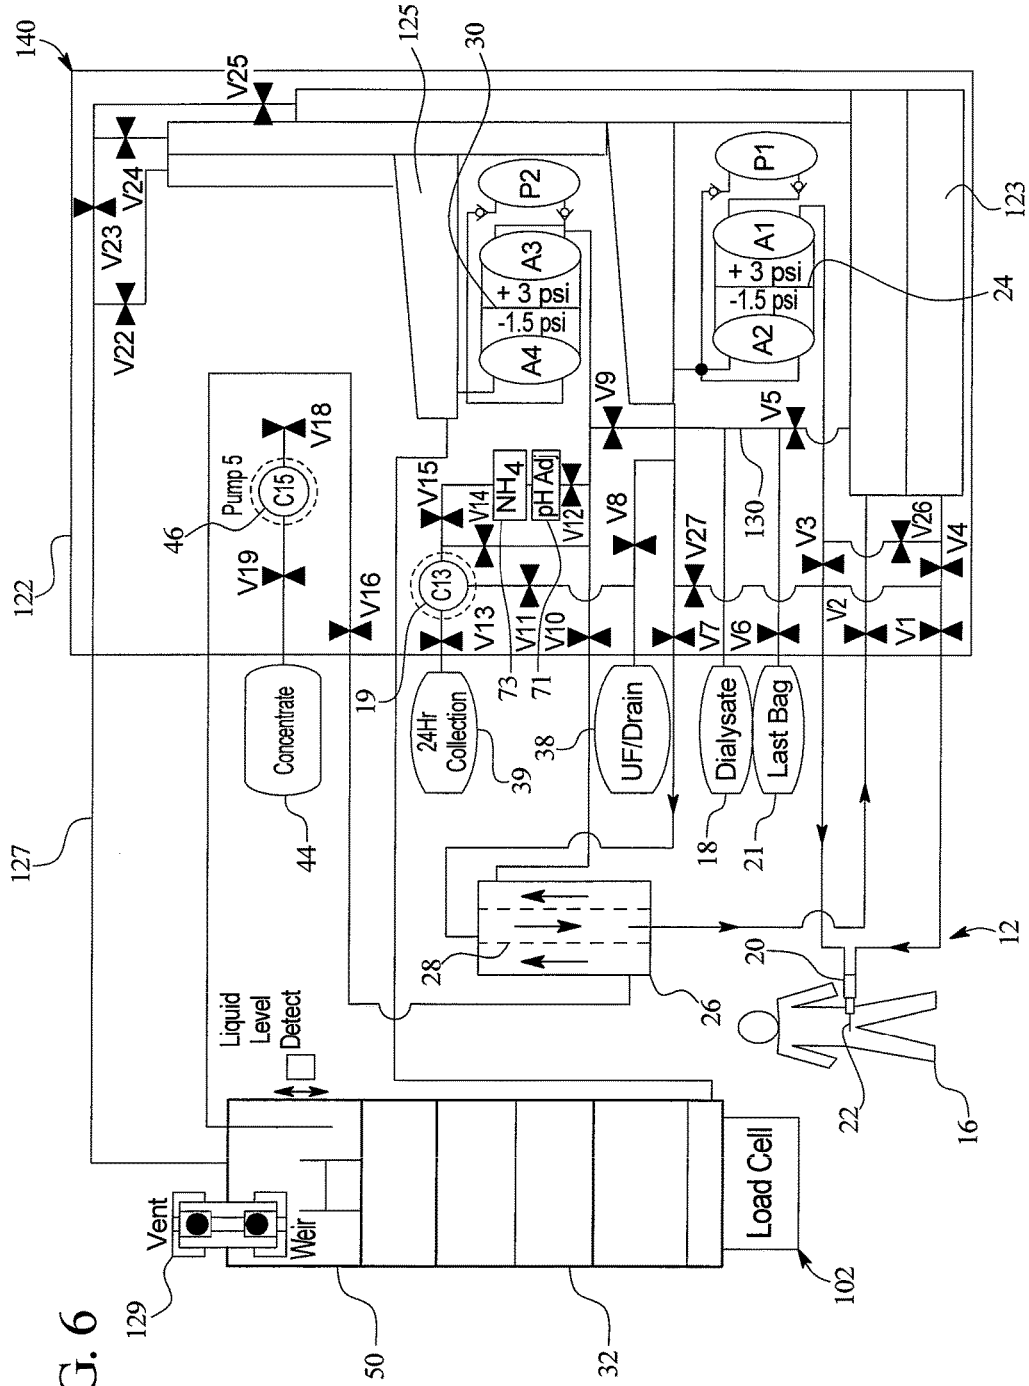 G. 6
140
122
127
V25
V24
V23
V22
125
30
P2
A3
+ 3 psi
-1.5 psi
A4
P1
A1
+ 3 psi
-1.5 psi
A2
24
123
Pump 5
46
C15
V18
V19
V16
19
C13
V15
V14
NH4
pH Adj
V12
V13
V11
V10
73
71
V9
V8
V27
V7
V6
V5
130
V3
V26
V4
V2
V1
Concentrate
44
24Hr
Collection
39
38
UF/Drain
Dialysate
18
Last Bag
21
28
26
12
20
22
16
Liquid
Level
Detect
Vent
Weir
129
50
32
Load Cell
102